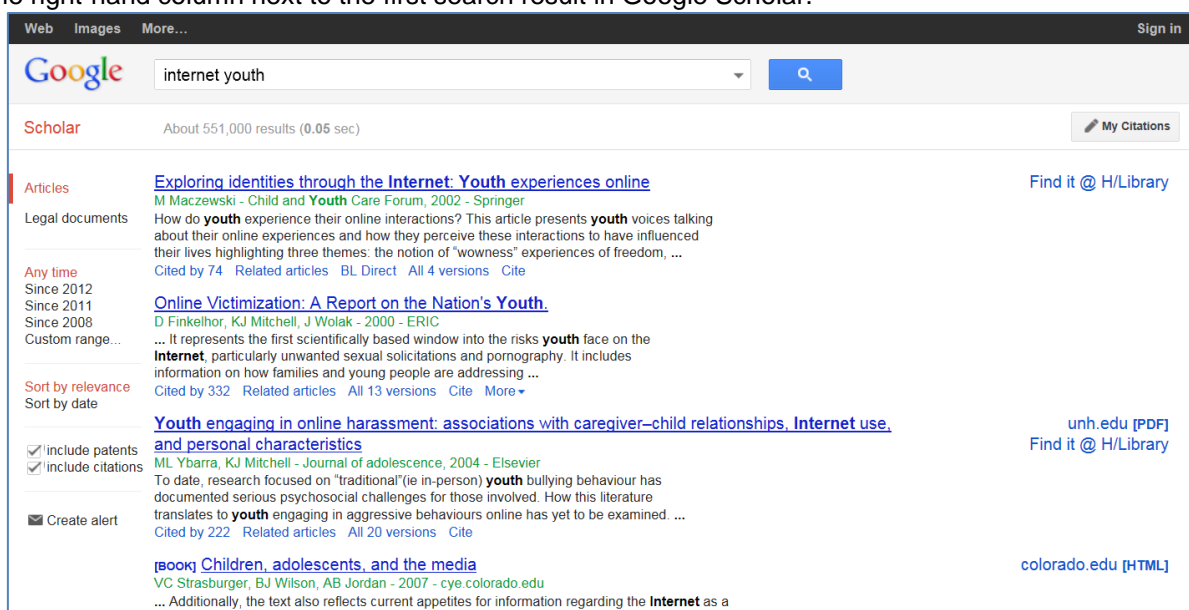 he right-hand column next to the first search result in Google Scholar.
Web Images More... Sign in
Google internet youth
Scholar About 551,000 results (0.05 sec) My Citations
Articles
Legal documents
Any time
Since 2012
Since 2011
Since 2008
Custom range...
Sort by relevance
Sort by date
include patents
include citations
Create alert
Exploring identities through the Internet: Youth experiences online
Find it @ H/Library
M Maczewski - Child and Youth Care Forum, 2002 - Springer
How do youth experience their online interactions? This article presents youth voices talking
about their online experiences and how they perceive these interactions to have influenced
their lives highlighting three themes: the notion of "wowness" experiences of freedom, ...
Cited by 74 Related articles BL Direct All 4 versions Cite
Online Victimization: A Report on the Nation's Youth.
D Finkelhor, KJ Mitchell, J Wolak - 2000 - ERIC
... It represents the first scientifically based window into the risks youth face on the
Internet, particularly unwanted sexual solicitations and pornography. It includes
information on how families and young people are addressing ...
Cited by 332 Related articles All 13 versions Cite More
Youth engaging in online harassment: associations with caregiver–child relationships, Internet use,
and personal characteristics
unh.edu [PDF]
Find it @ H/Library
ML Ybarra, KJ Mitchell - Journal of adolescence, 2004 - Elsevier
To date, research focused on "traditional"(ie in-person) youth bullying behaviour has
documented serious psychosocial challenges for those involved. How this literature
translates to youth engaging in aggressive behaviours online has yet to be examined. ...
Cited by 222 Related articles All 20 versions Cite
[BOOK] Children, adolescents, and the media
colorado.edu [HTML]
VC Strasburger, BJ Wilson, AB Jordan - 2007 - cye.colorado.edu
... Additionally, the text also reflects current appetites for information regarding the Internet as a